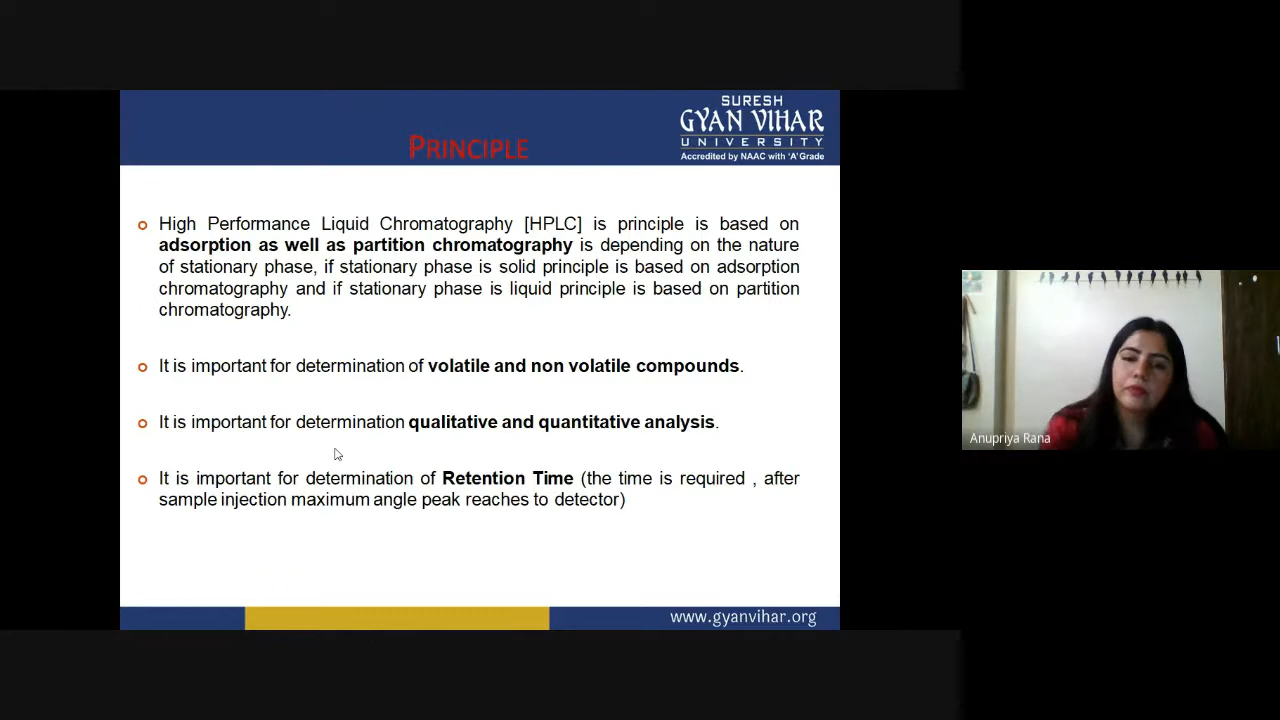 SURESH
GYAN VIHAR
UNIVERSITY
Accredited by NAAC with 'A' Grade
PRINCIPLE
High Performance Liquid Chromatography [HPLC] is principle is based on
adsorption as well as partition chromatography is depending on the nature
of stationary phase, if stationary phase is solid principle is based on adsorption
chromatography and if stationary phase is liquid principle is based on partition
chromatography.
It is important for determination of volatile and non volatile compounds.
It is important for determination qualitative and quantitative analysis.
It is important for determination of Retention Time (the time is required , after
sample injection maximum angle peak reaches to detector)
www.gyanvihar.org
Anupriya Rana